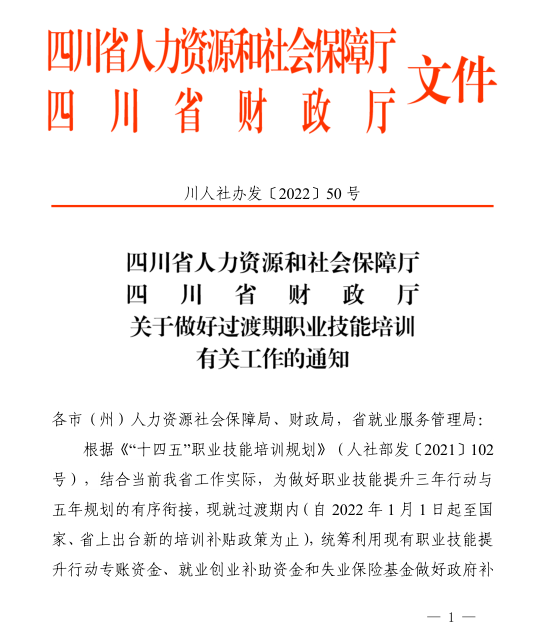 四川省人力资源和社会保障厅
四川省财政厅
文件
川人社办发〔2022〕50 号
四川省人力资源和社会保障厅
四川省财政厅
关于做好过渡期职业技能培训
有关工作的通知
各市（州）人力资源社会保障局、财政局，省就业服务管理局：
根据《“十四五”职业技能培训规划》（人社部发〔2021〕102
号），结合当前我省工作实际，为做好职业技能提升三年行动与
五年规划的有序衔接，现就过渡期内（自 2022 年 1 月 1 日起至国
家、省上出台新的培训补贴政策为止），统筹利用现有职业技能提
升行动专账资金、就业创业补助资金和失业保险基金做好政府补
— 1 —